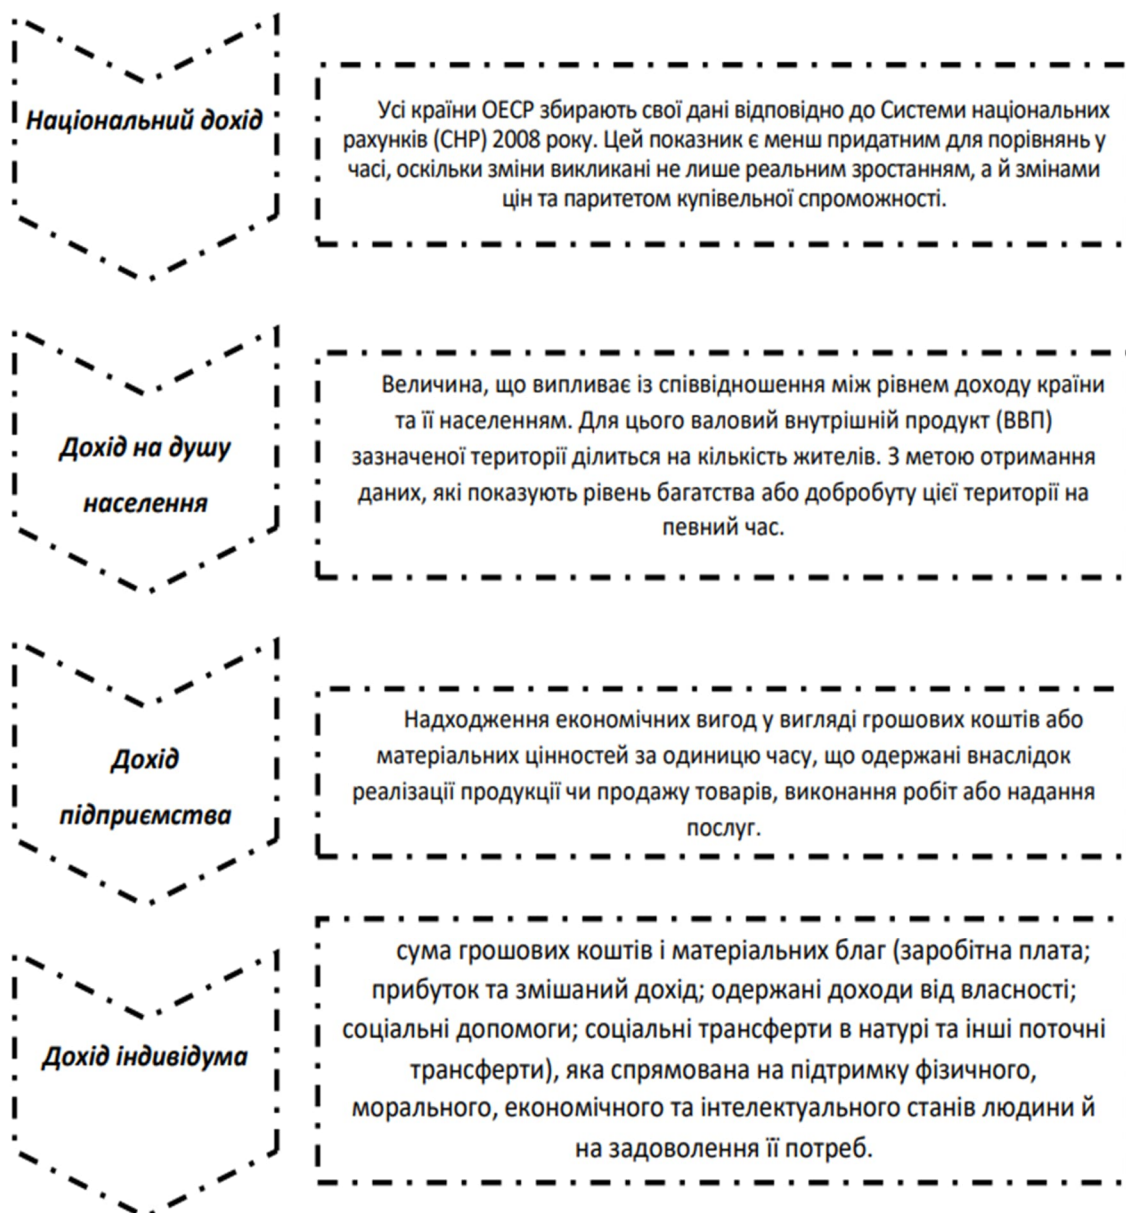 Національний дохід
Усі країни ОЕСР збирають свої дані відповідно до Системи національних
рахунків (СНР) 2008 року. Цей показник є менш придатним для порівнянь у
часі, оскільки зміни викликані не лише реальним зростанням, а й змінами
цін та паритетом купівельної спроможності.
Дохід на душу
населення
Величина, що випливає із співвідношення між рівнем доходу країни
та її населенням. Для цього валовий внутрішній продукт (ВВП)
зазначеної території ділиться на кількість жителів. З метою отримання
даних, які показують рівень багатства або добробуту цієї території на
певний час.
Дохід
підприємства
Надходження економічних вигод у вигляді грошових коштів або
матеріальних цінностей за одиницю часу, що одержані внаслідок
реалізації продукції чи продажу товарів, виконання робіт або надання
послуг.
Дохід індивідума
сума грошових коштів і матеріальних благ (заробітна плата;
прибуток та змішаний дохід; одержані доходи від власності;
соціальні допомоги; соціальні трансферти в натурі та інші поточні
трансферти), яка спрямована на підтримку фізичного,
морального, економічного та інтелектуального станів людини й
на задоволення її потреб.